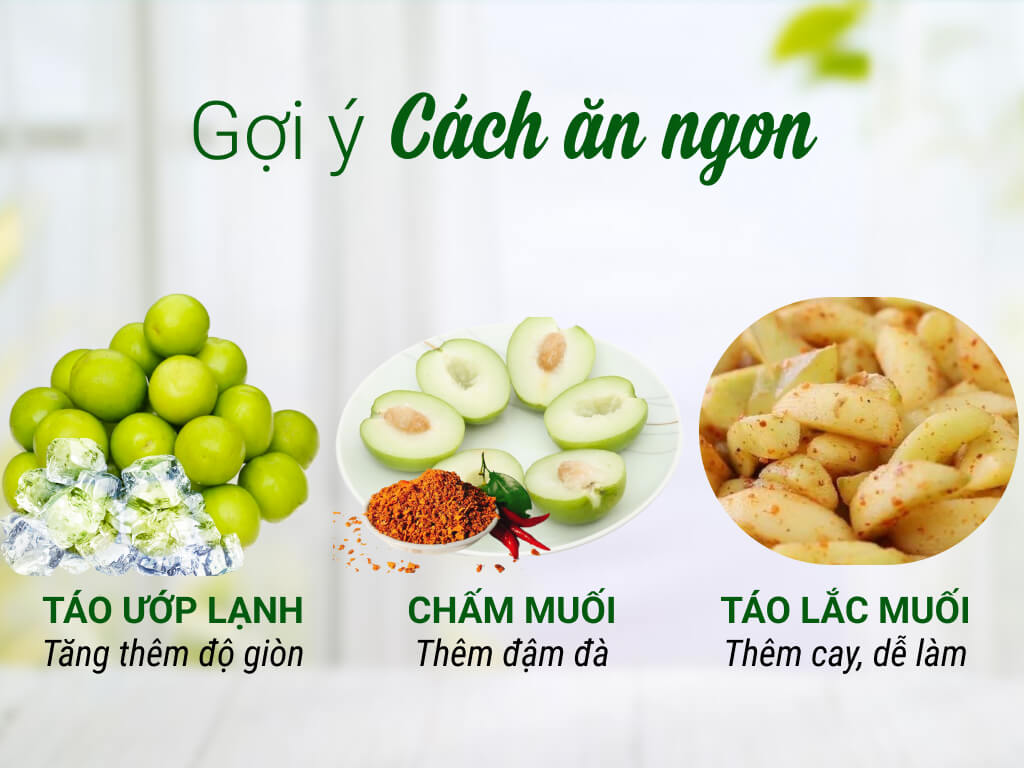 Gợi ý Cách ăn ngon
TÁO ƯỚP LẠNH
Tăng thêm độ giòn
CHẤM MUỐI
Thêm đậm đà
TÁO LẮC MUỐI
Thêm cay, dễ làm